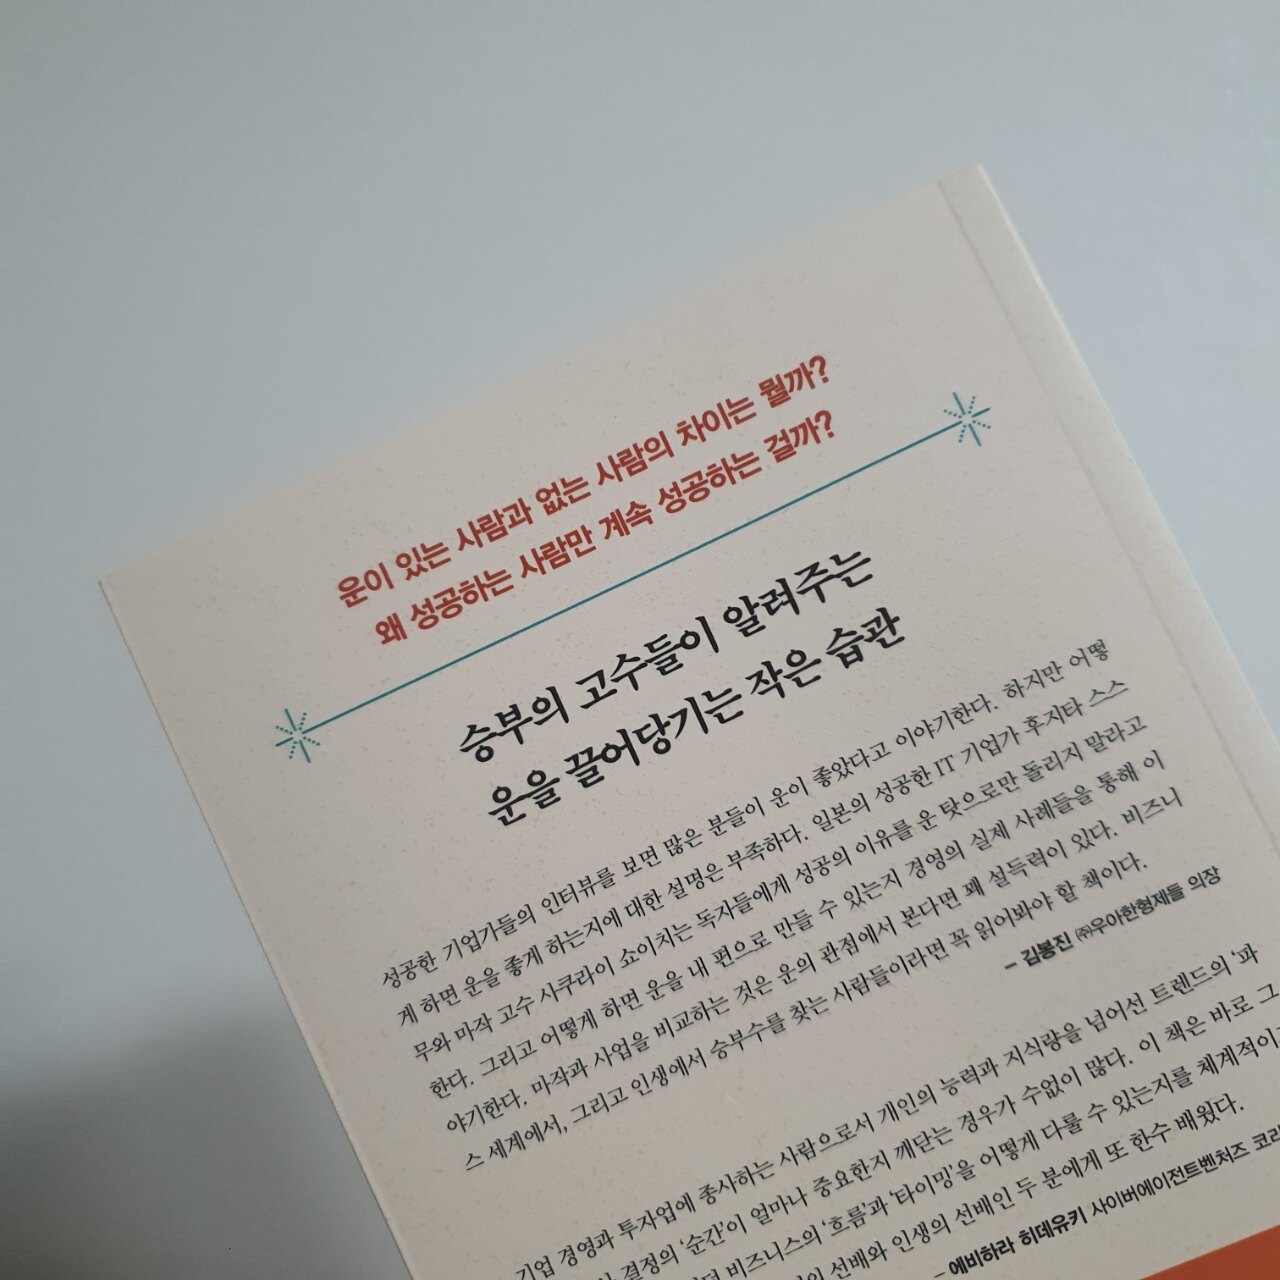 운이 있는 사람과 없는 사람의 차이는 뭘까?
왜 성공하는 사람만 계속 성공하는 걸까?
승부의 고수들이 알려주는
운을 끌어당기는 작은 습관
성공한 기업가들의 인터뷰를 보면 많은 분들이 운이 좋았다고 이야기한다. 하지만 어떻
게 하면 운을 좋게 하는지에 대한 설명은 부족하다. 일본의 성공한 IT 기업가 후지타 스스
무와 마작 고수 사쿠라이 쇼이치는 독자들에게 성공의 이유를 운 탓으로만 돌리지 말라고
한다. 그리고 어떻게 하면 운을 내 편으로 만들 수 있는지 경영의 실제 사례들을 통해 이
야기한다. 마작과 사업을 비교하는 것은 운의 관점에서 본다면 꽤 설득력이 있다. 비즈니
스 세계에서, 그리고 인생에서 승부수를 찾는 사람들이라면 꼭 읽어봐야 할 책이다.
– 김봉진 ㈜우아한형제들 의장
기업 경영과 투자업에 종사하는 사람으로서 개인의 능력과 지식량을 넘어선 트렌드의 ‘파
결정의 ‘순간’이 얼마나 중요한지 깨닫는 경우가 수없이 많다. 이 책은 바로 그
비즈니스의 ‘흐름’과 ‘타이밍’을 어떻게 다룰 수 있는지를 체계적이
선배와 인생의 선배인 두 분에게 또 한수 배웠다.
– 에비하라 히데유키 사이버에이전트벤처즈 코리